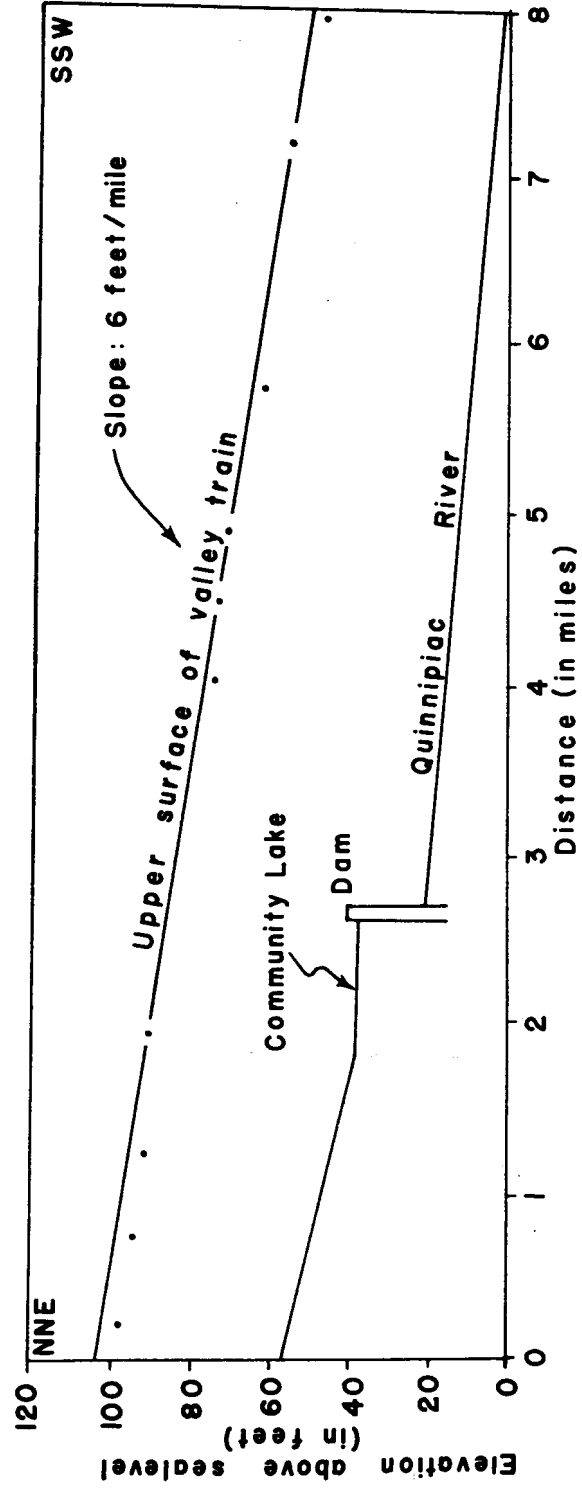 NNE
SSW
Slope: 6 feet/mile
Upper surface of valley train
Community Lake
Dam
Quinnipiac River
120
100
80
60
40
20
0
Elevation above sealevel
(in feet)
0 1 2 3 4 5 6 7 8
Distance (in miles)